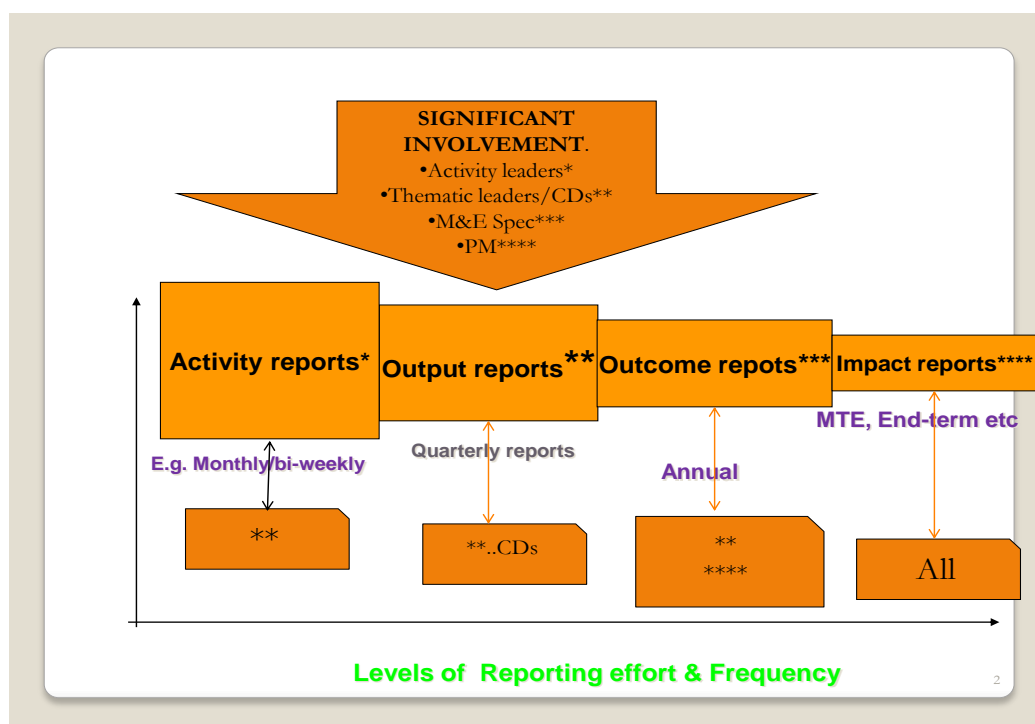 SIGNIFICANT
INVOLVEMENT.
•Activity leaders*
•Thematic leaders/CDs**
•M&E Spec***
•PM****
Activity reports*
Output reports**
Outcome repots***
Impact reports****
E.g. Monthly/bi-weekly
Quarterly reports
Annual
MTE, End-term etc
**
**..CDs
**
****
All
Levels of  Reporting effort & Frequency
2